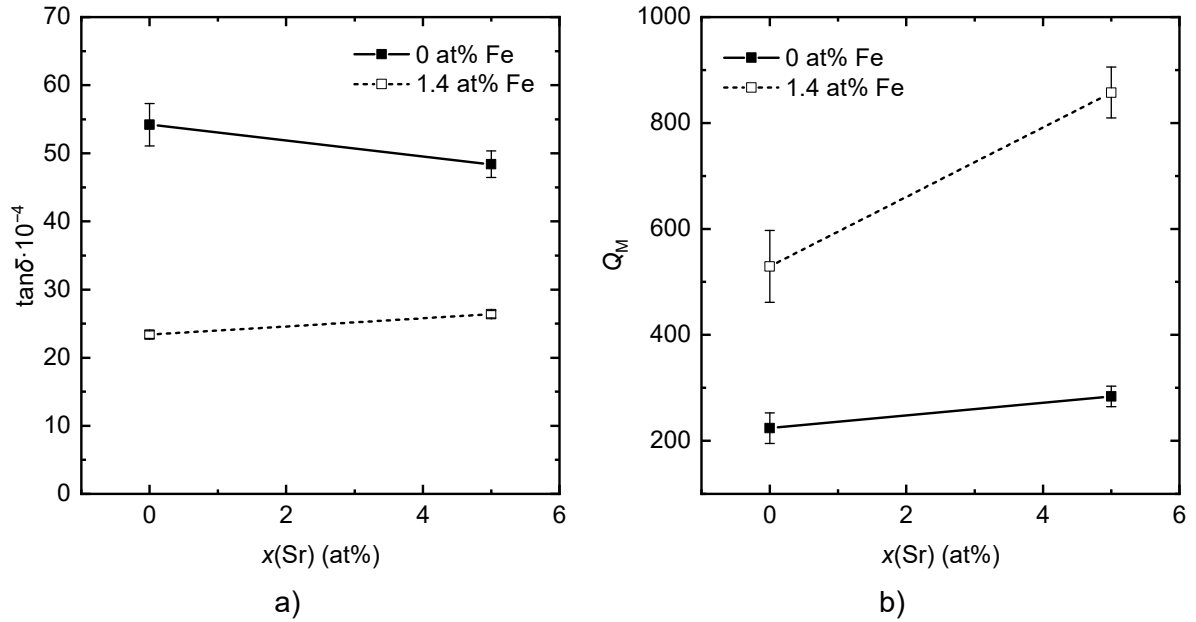 70
60
50
40
30
20
10
0
tanδ·10⁻⁴
0 at% Fe
1.4 at% Fe
0 2 4 6
x(Sr) (at%)
a)
1000
800
600
400
200
Q_M
0 at% Fe
1.4 at% Fe
0 2 4 6
x(Sr) (at%)
b)